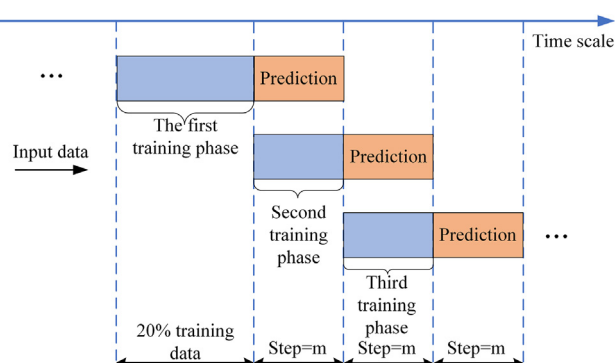 Time scale
...
Prediction
The first
training phase
Input data
Prediction
Second
training
phase
Prediction
...
Third
training
phase
20% training
data
Step=m
Step=m
Step=m